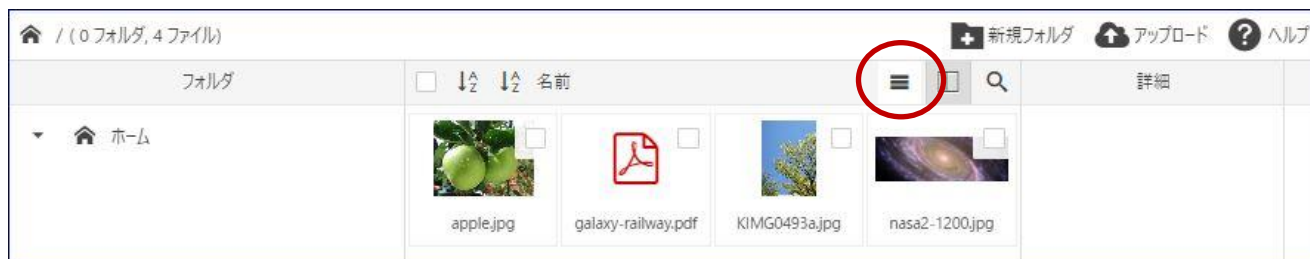 / ( 0 フォルダ, 4 ファイル) 新規フォルダ アップロード ? ヘルプ
フォルダ A Z A Z 名前 詳細
ホーム
apple.jpg galaxy-railway.pdf KIMG0493a.jpg nasa2-1200.jpg